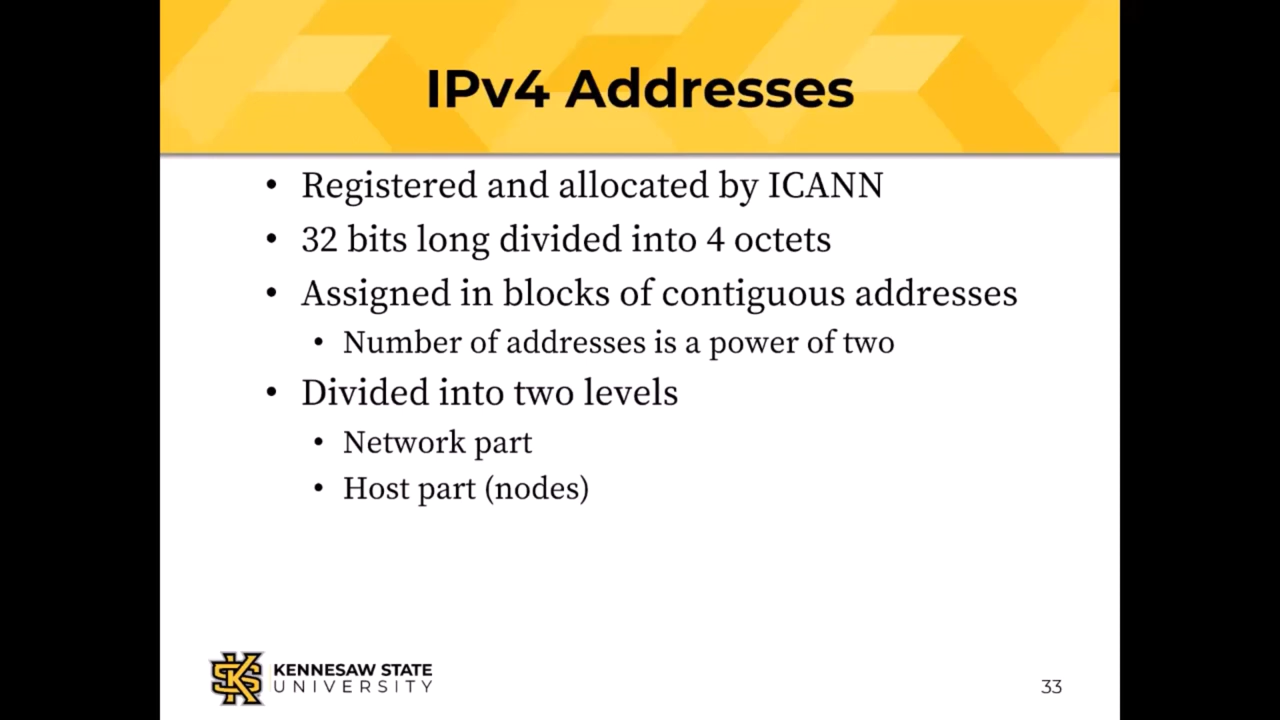 IPv4 Addresses
• Registered and allocated by ICANN
• 32 bits long divided into 4 octets
• Assigned in blocks of contiguous addresses
• Number of addresses is a power of two
• Divided into two levels
• Network part
• Host part (nodes)
KS
KENNESAW STATE
UNIVERSITY
33